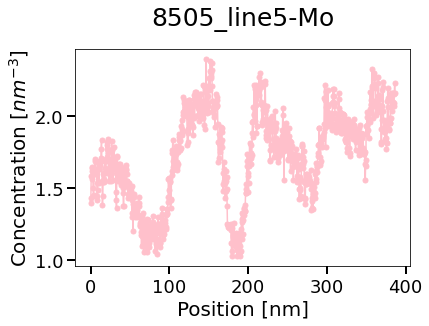 8505_line5-Mo
Concentration [$nm^{-3}$]
2.0
1.5
1.0
0 100 200 300 400
Position [nm]